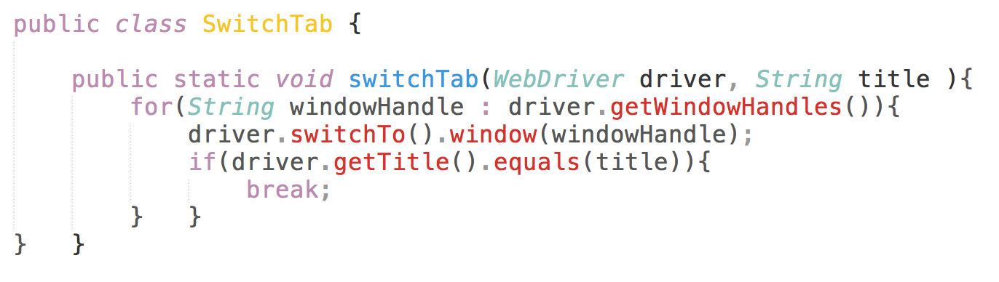 public class SwitchTab {
public static void switchTab(WebDriver driver, String title ){
for(String windowHandle : driver.getWindowHandles()){
driver.switchTo().window(windowHandle);
if(driver.getTitle().equals(title)){
break;
} }
} }